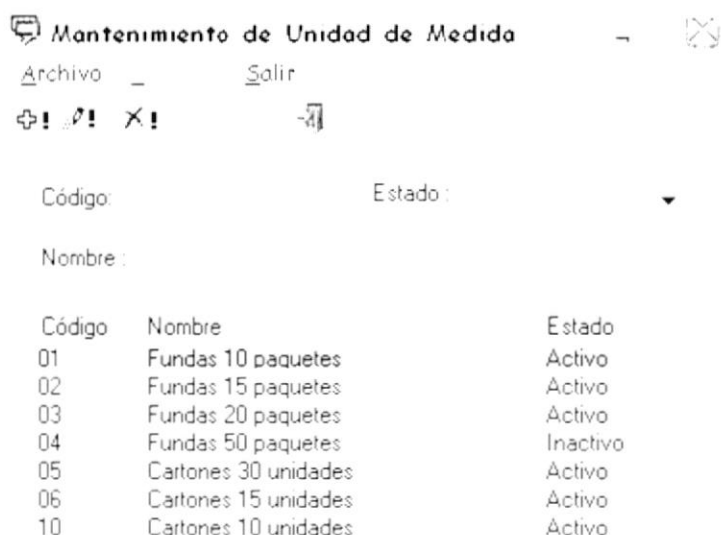 Mantenimiento de Unidad de Medida
Archivo Salir
Código: Estado :
Nombre :
Código Nombre Estado
01 Fundas 10 paquetes Activo
02 Fundas 15 paquetes Activo
03 Fundas 20 paquetes Activo
04 Fundas 50 paquetes Inactivo
05 Cartones 30 unidades Activo
06 Cartones 15 unidades Activo
10 Cartones 10 unidades Activo